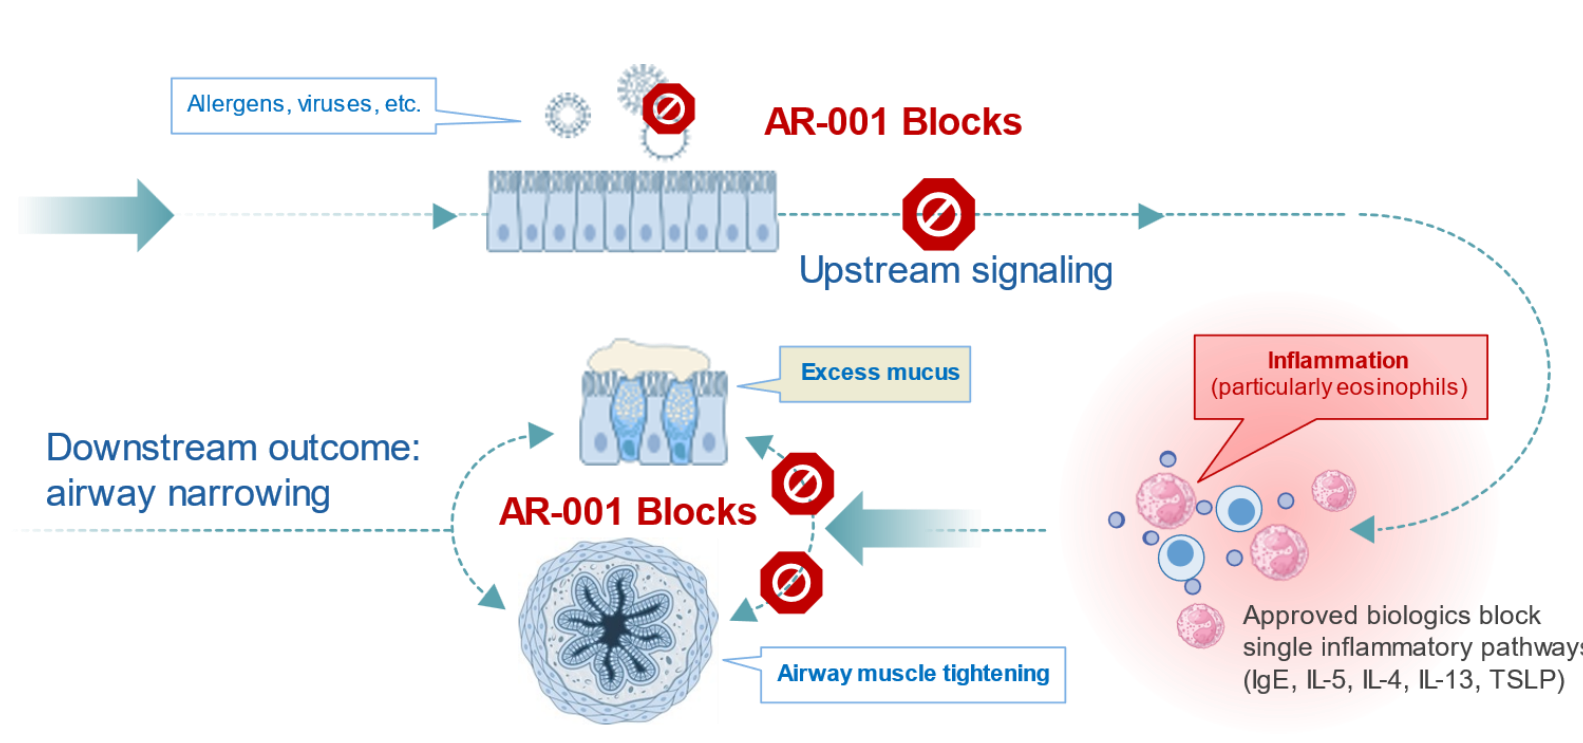 Allergens, viruses, etc.
AR-001 Blocks
Upstream signaling
Inflammation
(particularly eosinophils)
Excess mucus
Downstream outcome:
airway narrowing
AR-001 Blocks
Airway muscle tightening
Approved biologics block
single inflammatory pathways
(IgE, IL-5, IL-4, IL-13, TSLP)